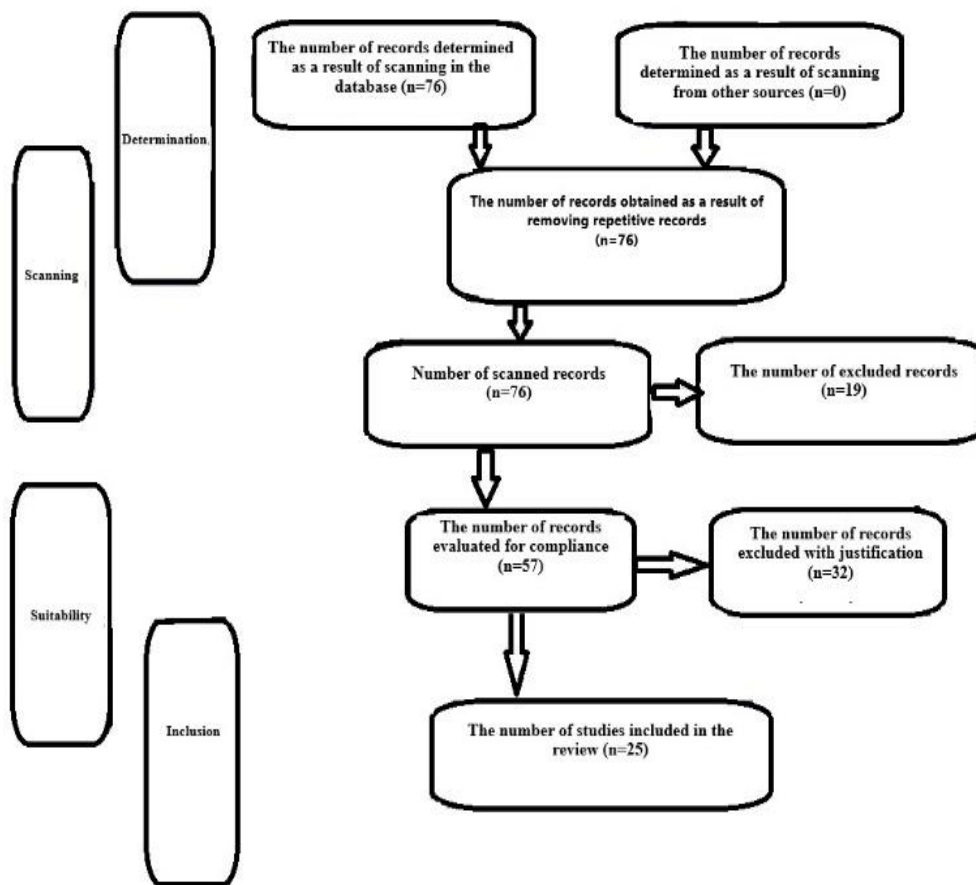 The number of records determined
as a result of scanning in the
database (n=76)
The number of records
determined as a result of scanning
from other sources (n=0)
Determination
The number of records obtained as a result of
removing repetitive records
(n=76)
Scanning
Number of scanned records
(n=76)
The number of excluded records
(n=19)
The number of records
evaluated for compliance
(n=57)
The number of records
excluded with justification
(n=32)
Suitability
Inclusion
The number of studies included in the
review (n=25)